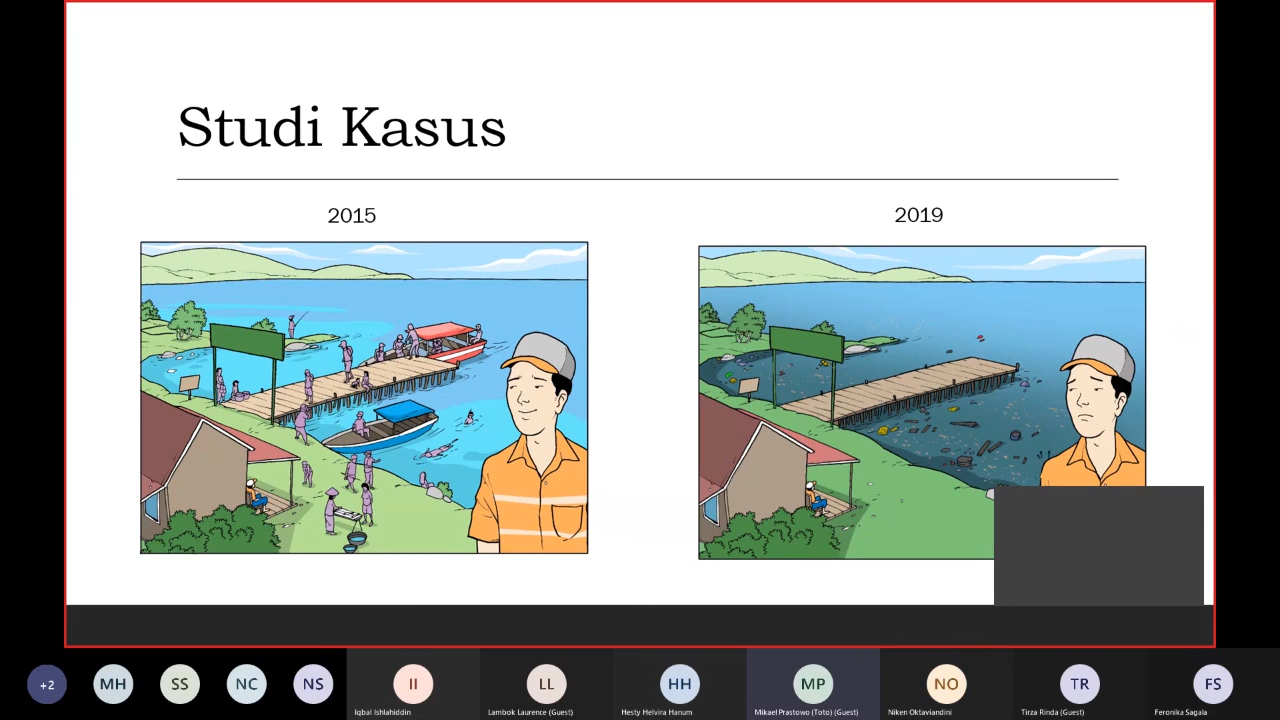 Studi Kasus
2015
2019
+2
MH
SS
NC
NS
II
LL
HH
MP
NO
TR
FS
Iqbal Ishlahiddin
Lambok Laurence (Guest)
Hesty Helvira Hanum
Mikael Prastowo (Toto) (Guest)
Niken Oktaviandini
Tirza Rinda (Guest)
Feronika Sagala